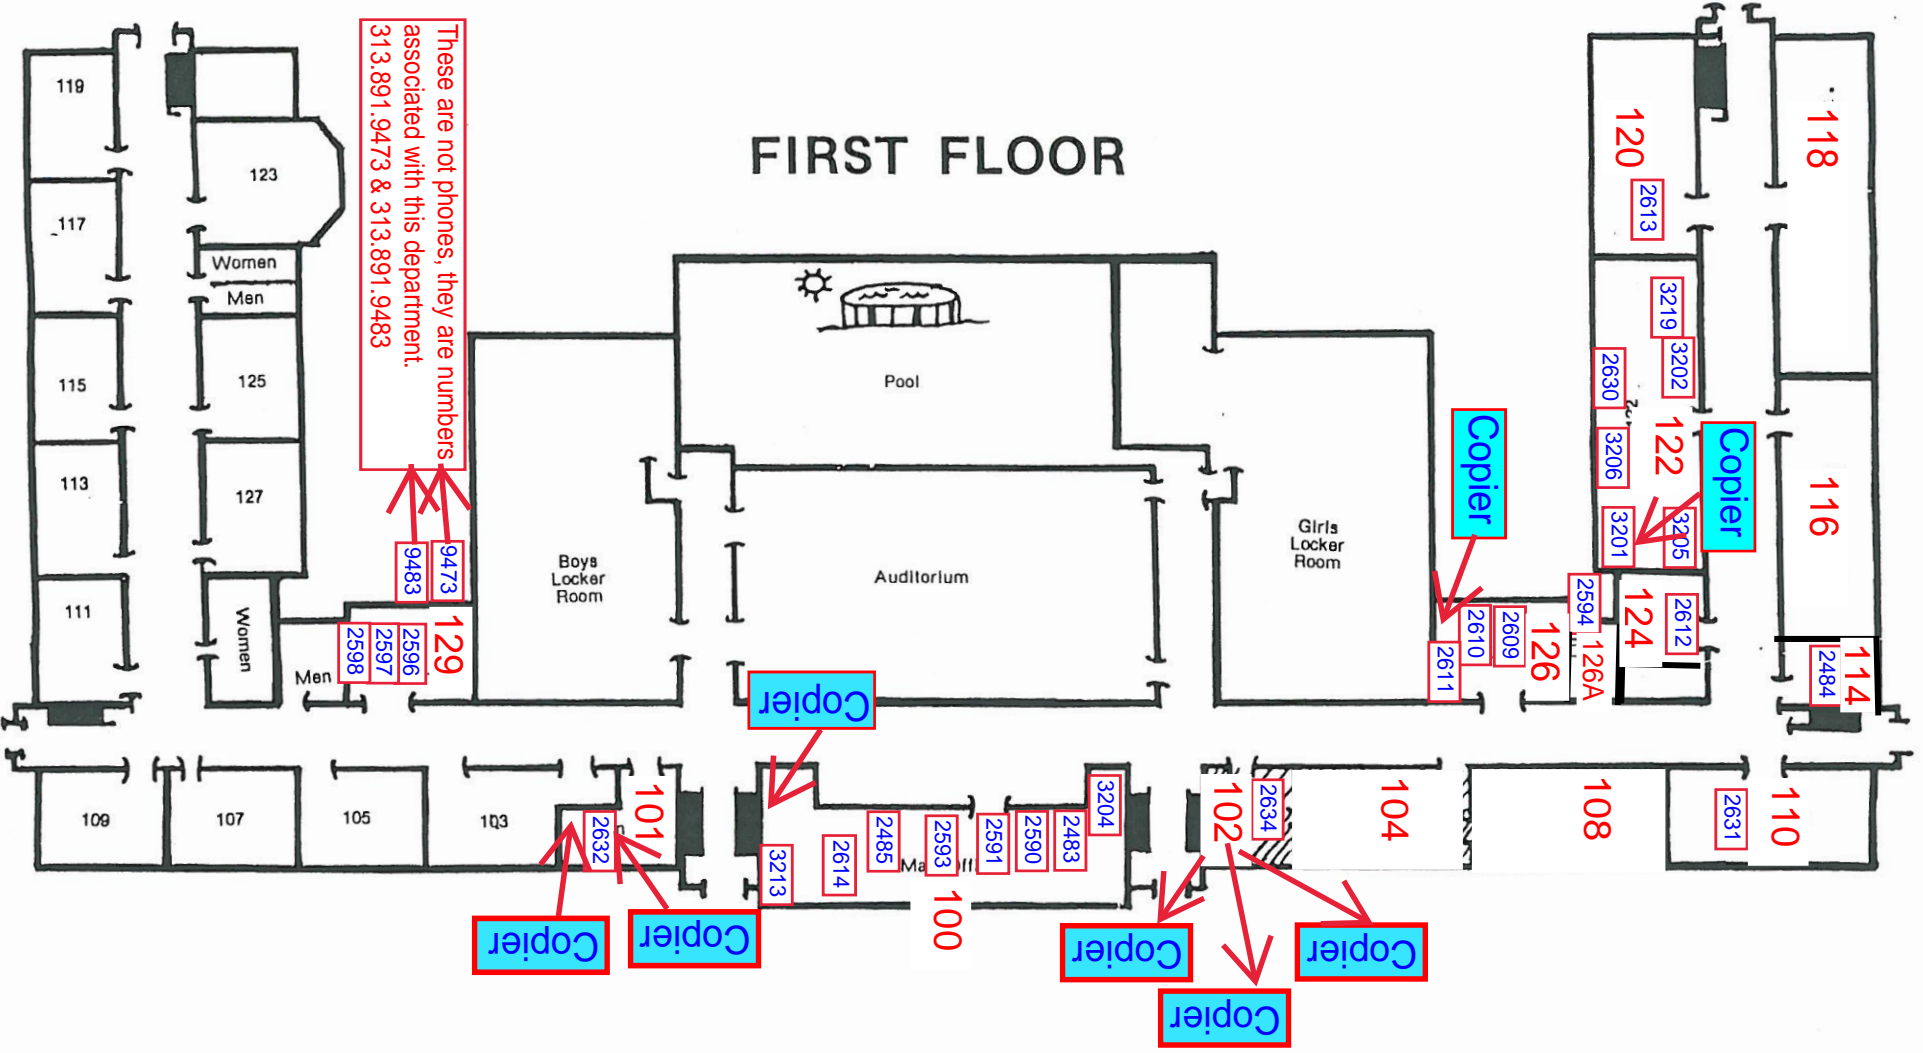 FIRST FLOOR
These are not phones, they are numbers
associated with this department.
313.891.9473 & 313.891.9483
119
123
117
Women
Men
115
125
113
127
111
Women
Men
9483
9473
129
2598
2597
2596
Boys
Locker
Room
Pool
Auditorium
Girls
Locker
Room
120
2613
118
3219
3202
2630
122
3206
Copier
3201
3205
116
Copier
2594
124
2612
2610
2609
126
126A
2611
2484
114
Copier
109
107
105
103
2632
101
3213
2614
2485
2593
2591
2590
2483
3204
100
102
2634
104
108
2631
110
Copier
Copier
Copier
Copier
Copier